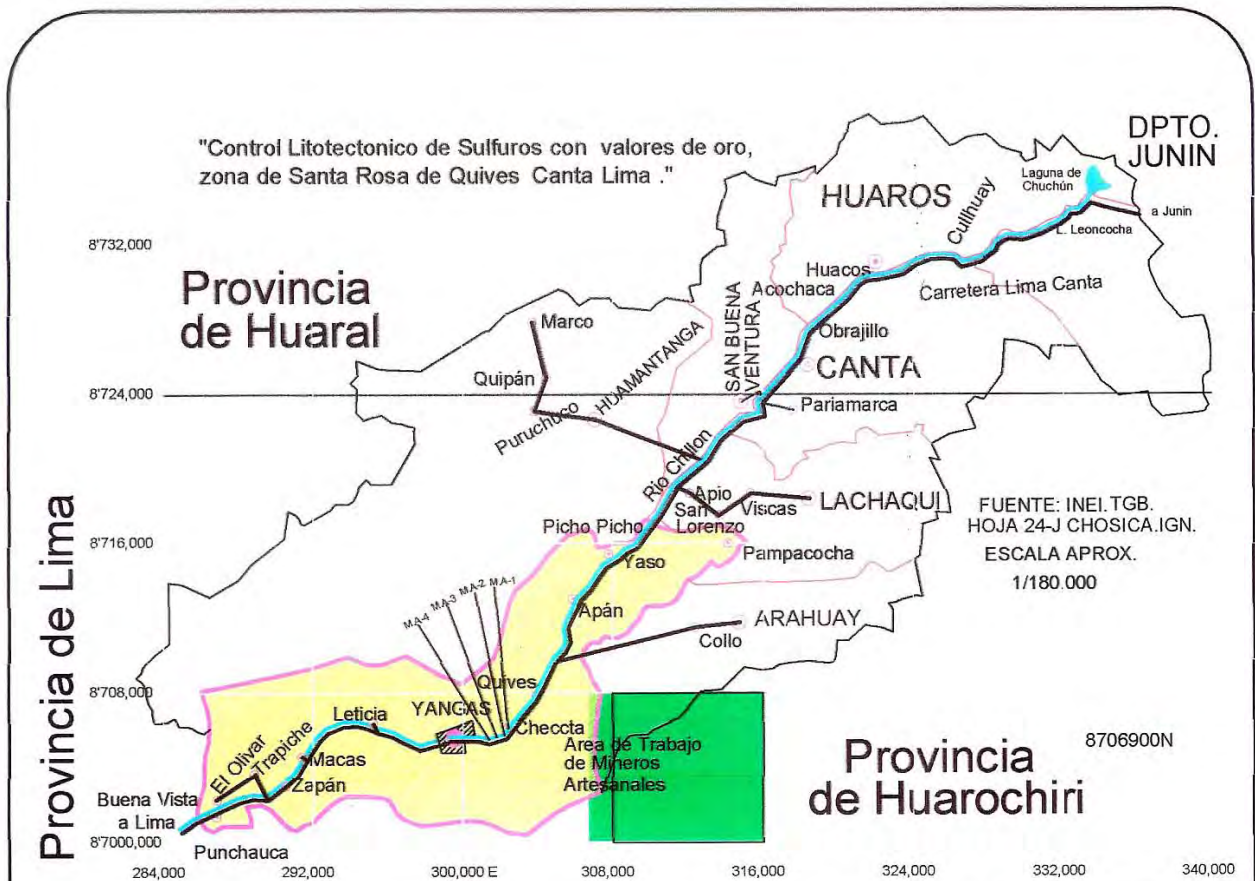 "Control Litotectonico de Sulfuros con valores de oro,
zona de Santa Rosa de Quives Canta Lima ."
DPTO.
JUNIN
Laguna de
Chuchún
a Junin
L. Leoncocha
HUAROS
Cullhuay
8'732,000
Provincia
de Huaral
Huacos
Acochaca
Carretera Lima Canta
Marco
Obrajillo
SAN BUENA
VENTURA
HUAMANTANGA
CANTA
Quipán
8'724,000
Pariamarca
Puruchuco
Rio Chillon
Apio
San
Lorenzo
Viscas
LACHAQUI
FUENTE: INEI.TGB.
HOJA 24-J CHOSICA.IGN.
ESCALA APROX.
1/180.000
Picho Picho
8'716,000
Pampacocha
Yaso
Provincia de Lima
M.A-4
M.A-3
M.A-2
M.A-1
Apán
ARAHUAY
Collo
8'708,000
Quives
YANGAS
Leticia
Checcta
Area de Trabajo
de Mineros
Artesanales
8706900N
Provincia
de Huarochiri
El Olivar
Trapiche
Macas
Zapán
Buena Vista
a Lima
8'7000,000
Punchauca
284,000
292,000
300,000 E
308,000
316,000
324,000
332,000
340,000